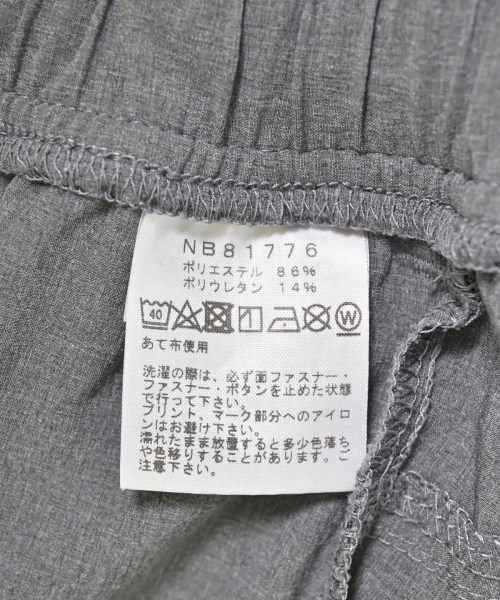 NB81776
ポリエステル 86%
ポリウレタン 14%
40 W
あて布使用
洗濯の際は、必ず面ファスナー・
ファスナー・ボタンを止めた状態
で行って下さい。
プリント、マーク部分へのアイロ
ンはお避け下さい。
濡れたまま放置すると多少色落ち
や色移りすることがあります。ご
注意下さい。